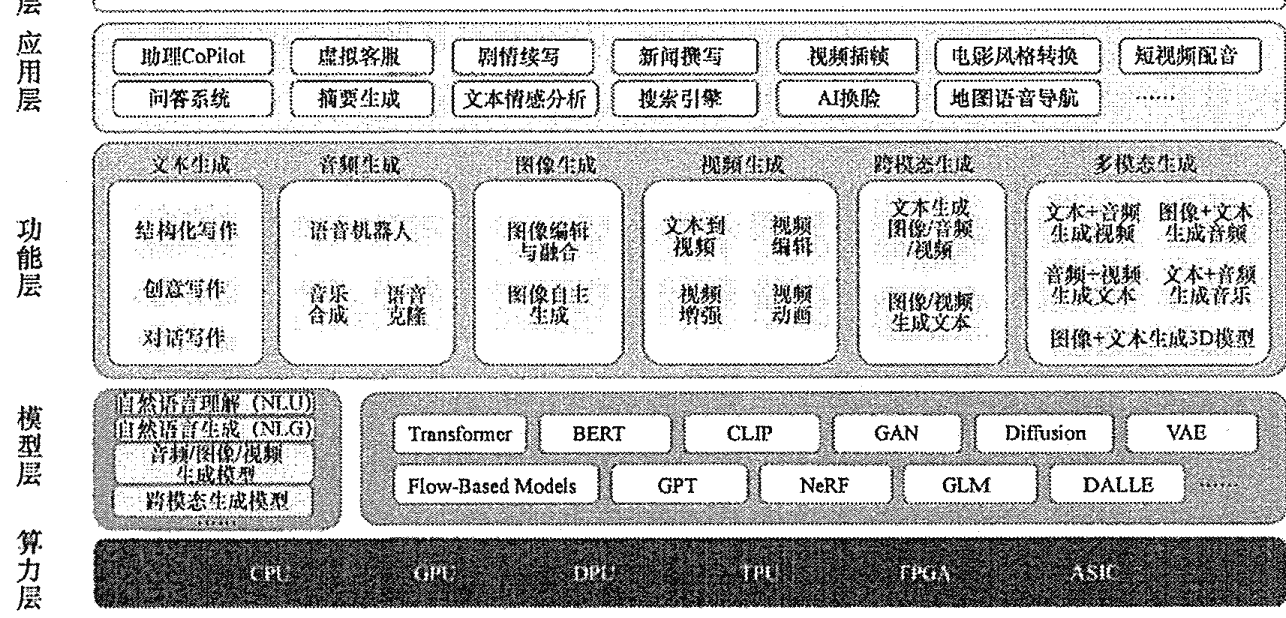 层
应用层
助理CoPilot 虚拟客服 剧情续写 新闻撰写 视频插帧 电影风格转换 短视频配音
问答系统 摘要生成 文本情感分析 搜索引擎 AI换脸 地图语音导航 ……
功能层
文本生成
结构化写作
创意写作
对话写作
音频生成
语音机器人
音乐合成 语音克隆
图像生成
图像编辑
与融合
图像自主
生成
视频生成
文本到视频 视频编辑
视频增强 视频动画
跨模态生成
文本生成
图像/音频
/视频
图像/视频
生成文本
多模态生成
文本+音频 图像+文本
生成视频 生成音频
音频+视频 文本+音频
生成文本 生成音乐
图像+文本生成3D模型
模型层
自然语言理解（NLU）
自然语言生成（NLG）
音频/图像/视频
生成模型
跨模态生成模型
……
Transformer BERT CLIP GAN Diffusion VAE
Flow-Based Models GPT NeRF GLM DALLE ……
算力层
CPU GPU DPU TPU FPGA ASIC